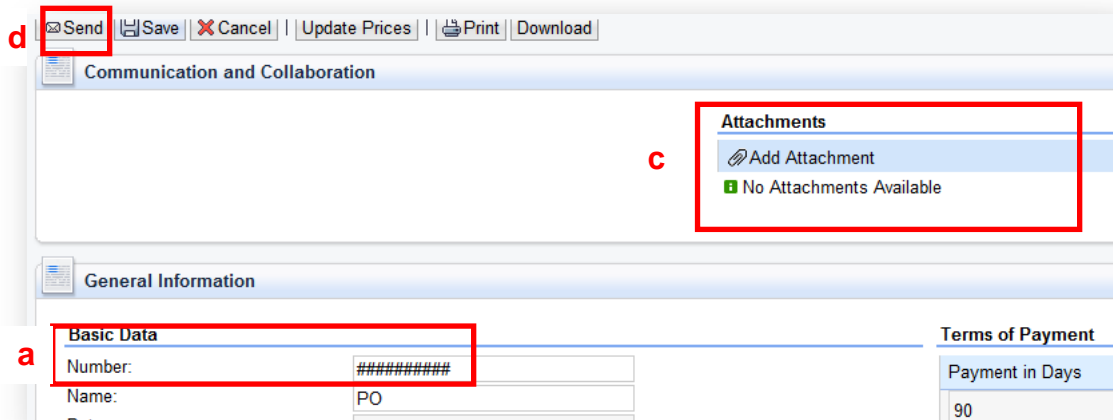 d
Send Save Cancel | Update Prices | Print Download
Communication and Collaboration
Attachments
c
Add Attachment
No Attachments Available
General Information
a
Basic Data
Number: ##########
Name: PO
Terms of Payment
Payment in Days
90